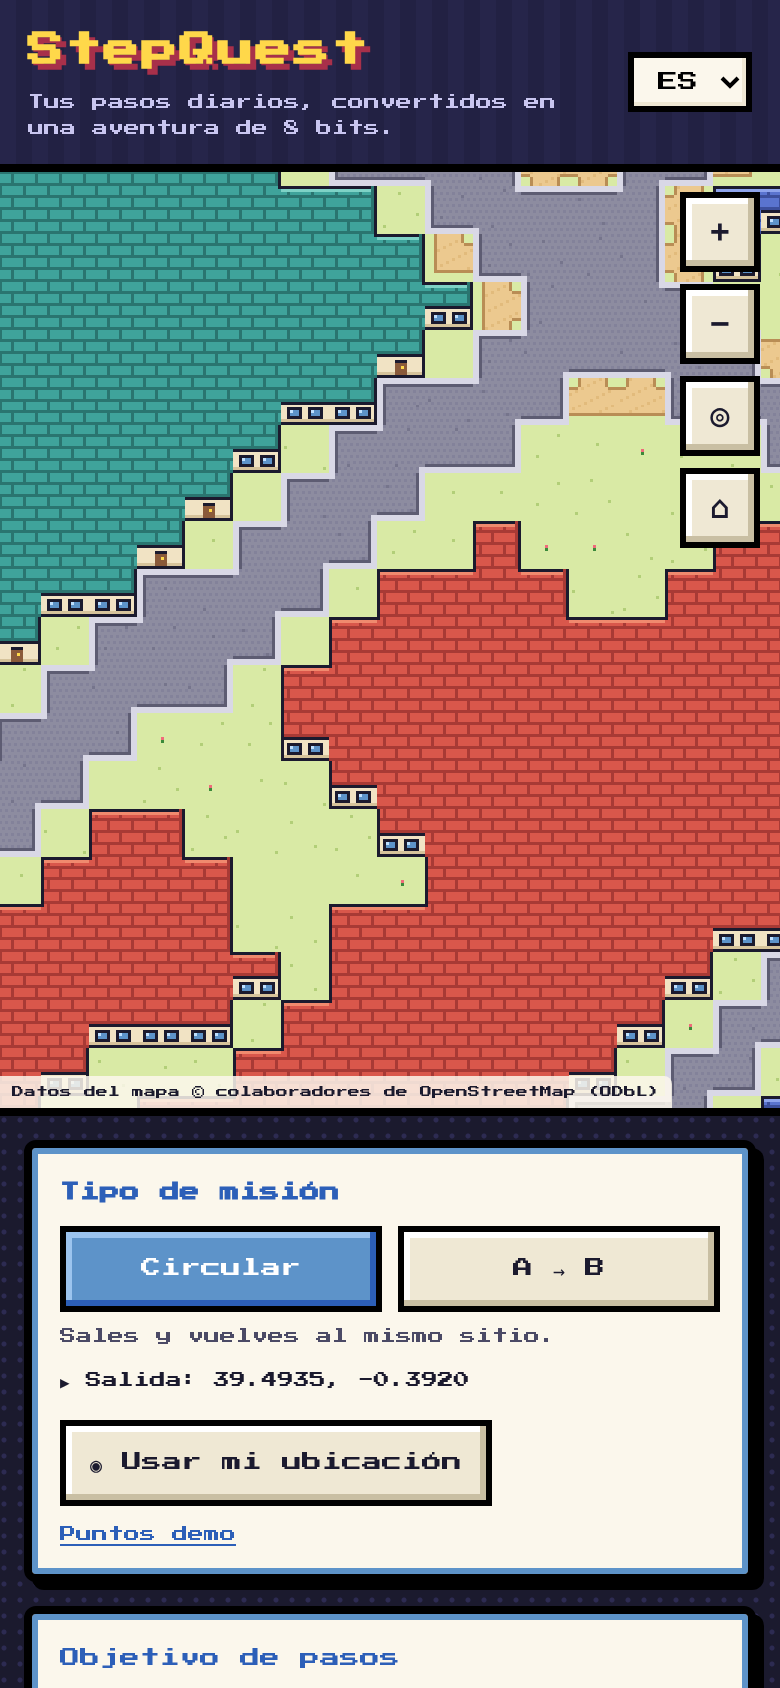 StepQuest
Tus pasos diarios, convertidos en
una aventura de 8 bits.
ES
+
−
◎
⌂
Datos del mapa © colaboradores de OpenStreetMap (ODbL)
Tipo de misión
Circular
A → B
Sales y vuelves al mismo sitio.
▶ Salida: 39.4935, -0.3920
◉ Usar mi ubicación
Puntos demo
Objetivo de pasos